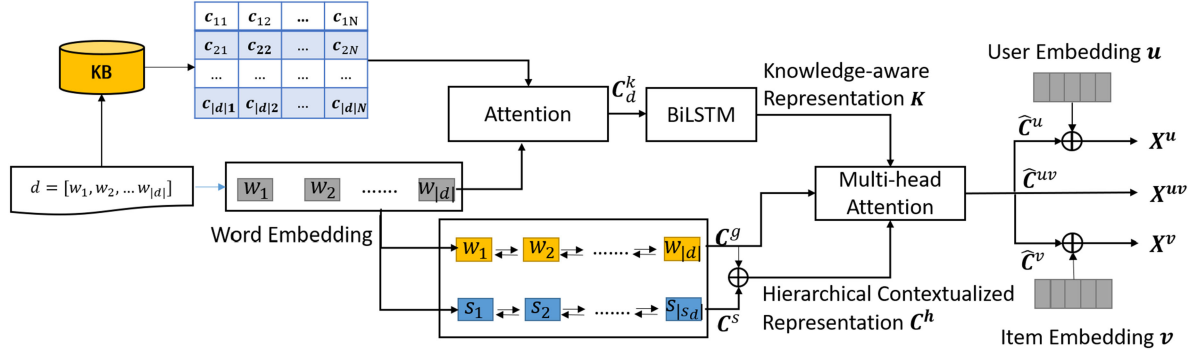 c₁₁ c₁₂ ... c₁N
c₂₁ c₂₂ ... c₂N
... ... ... ...
c|d|1 c|d|2 ... c|d|N
KB
Attention
Cᵏ_d
BiLSTM
Knowledge-aware
Representation K
User Embedding u
Ĉᵘ
Xᵘ
d = [w₁, w₂, ... w|d|]
w₁ w₂ ....... w|d|
Word Embedding
Multi-head
Attention
Ĉᵘᵛ
Xᵘᵛ
w₁ w₂ ....... w|d|
Cᵍ
Ĉᵛ
Xᵛ
s₁ s₂ ....... s|s_d|
Cˢ
Hierarchical Contextualized
Representation Cʰ
Item Embedding v